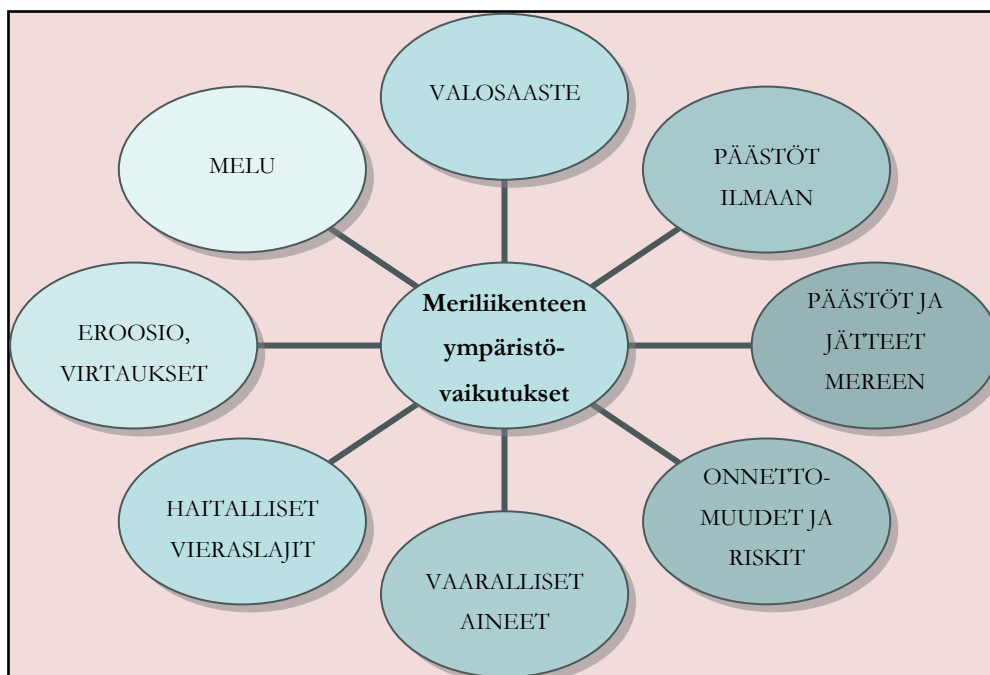 VALOSAASTE
MELU
PÄÄSTÖT
ILMAAN
Meriliikenteen
ympäristö-
vaikutukset
EROOSIO,
VIRTAUKSET
PÄÄSTÖT JA
JÄTTEET
MEREEN
HAITALLISET
VIERASLAJIT
ONNETTO-
MUUDET JA
RISKIT
VAARALLISET
AINEET